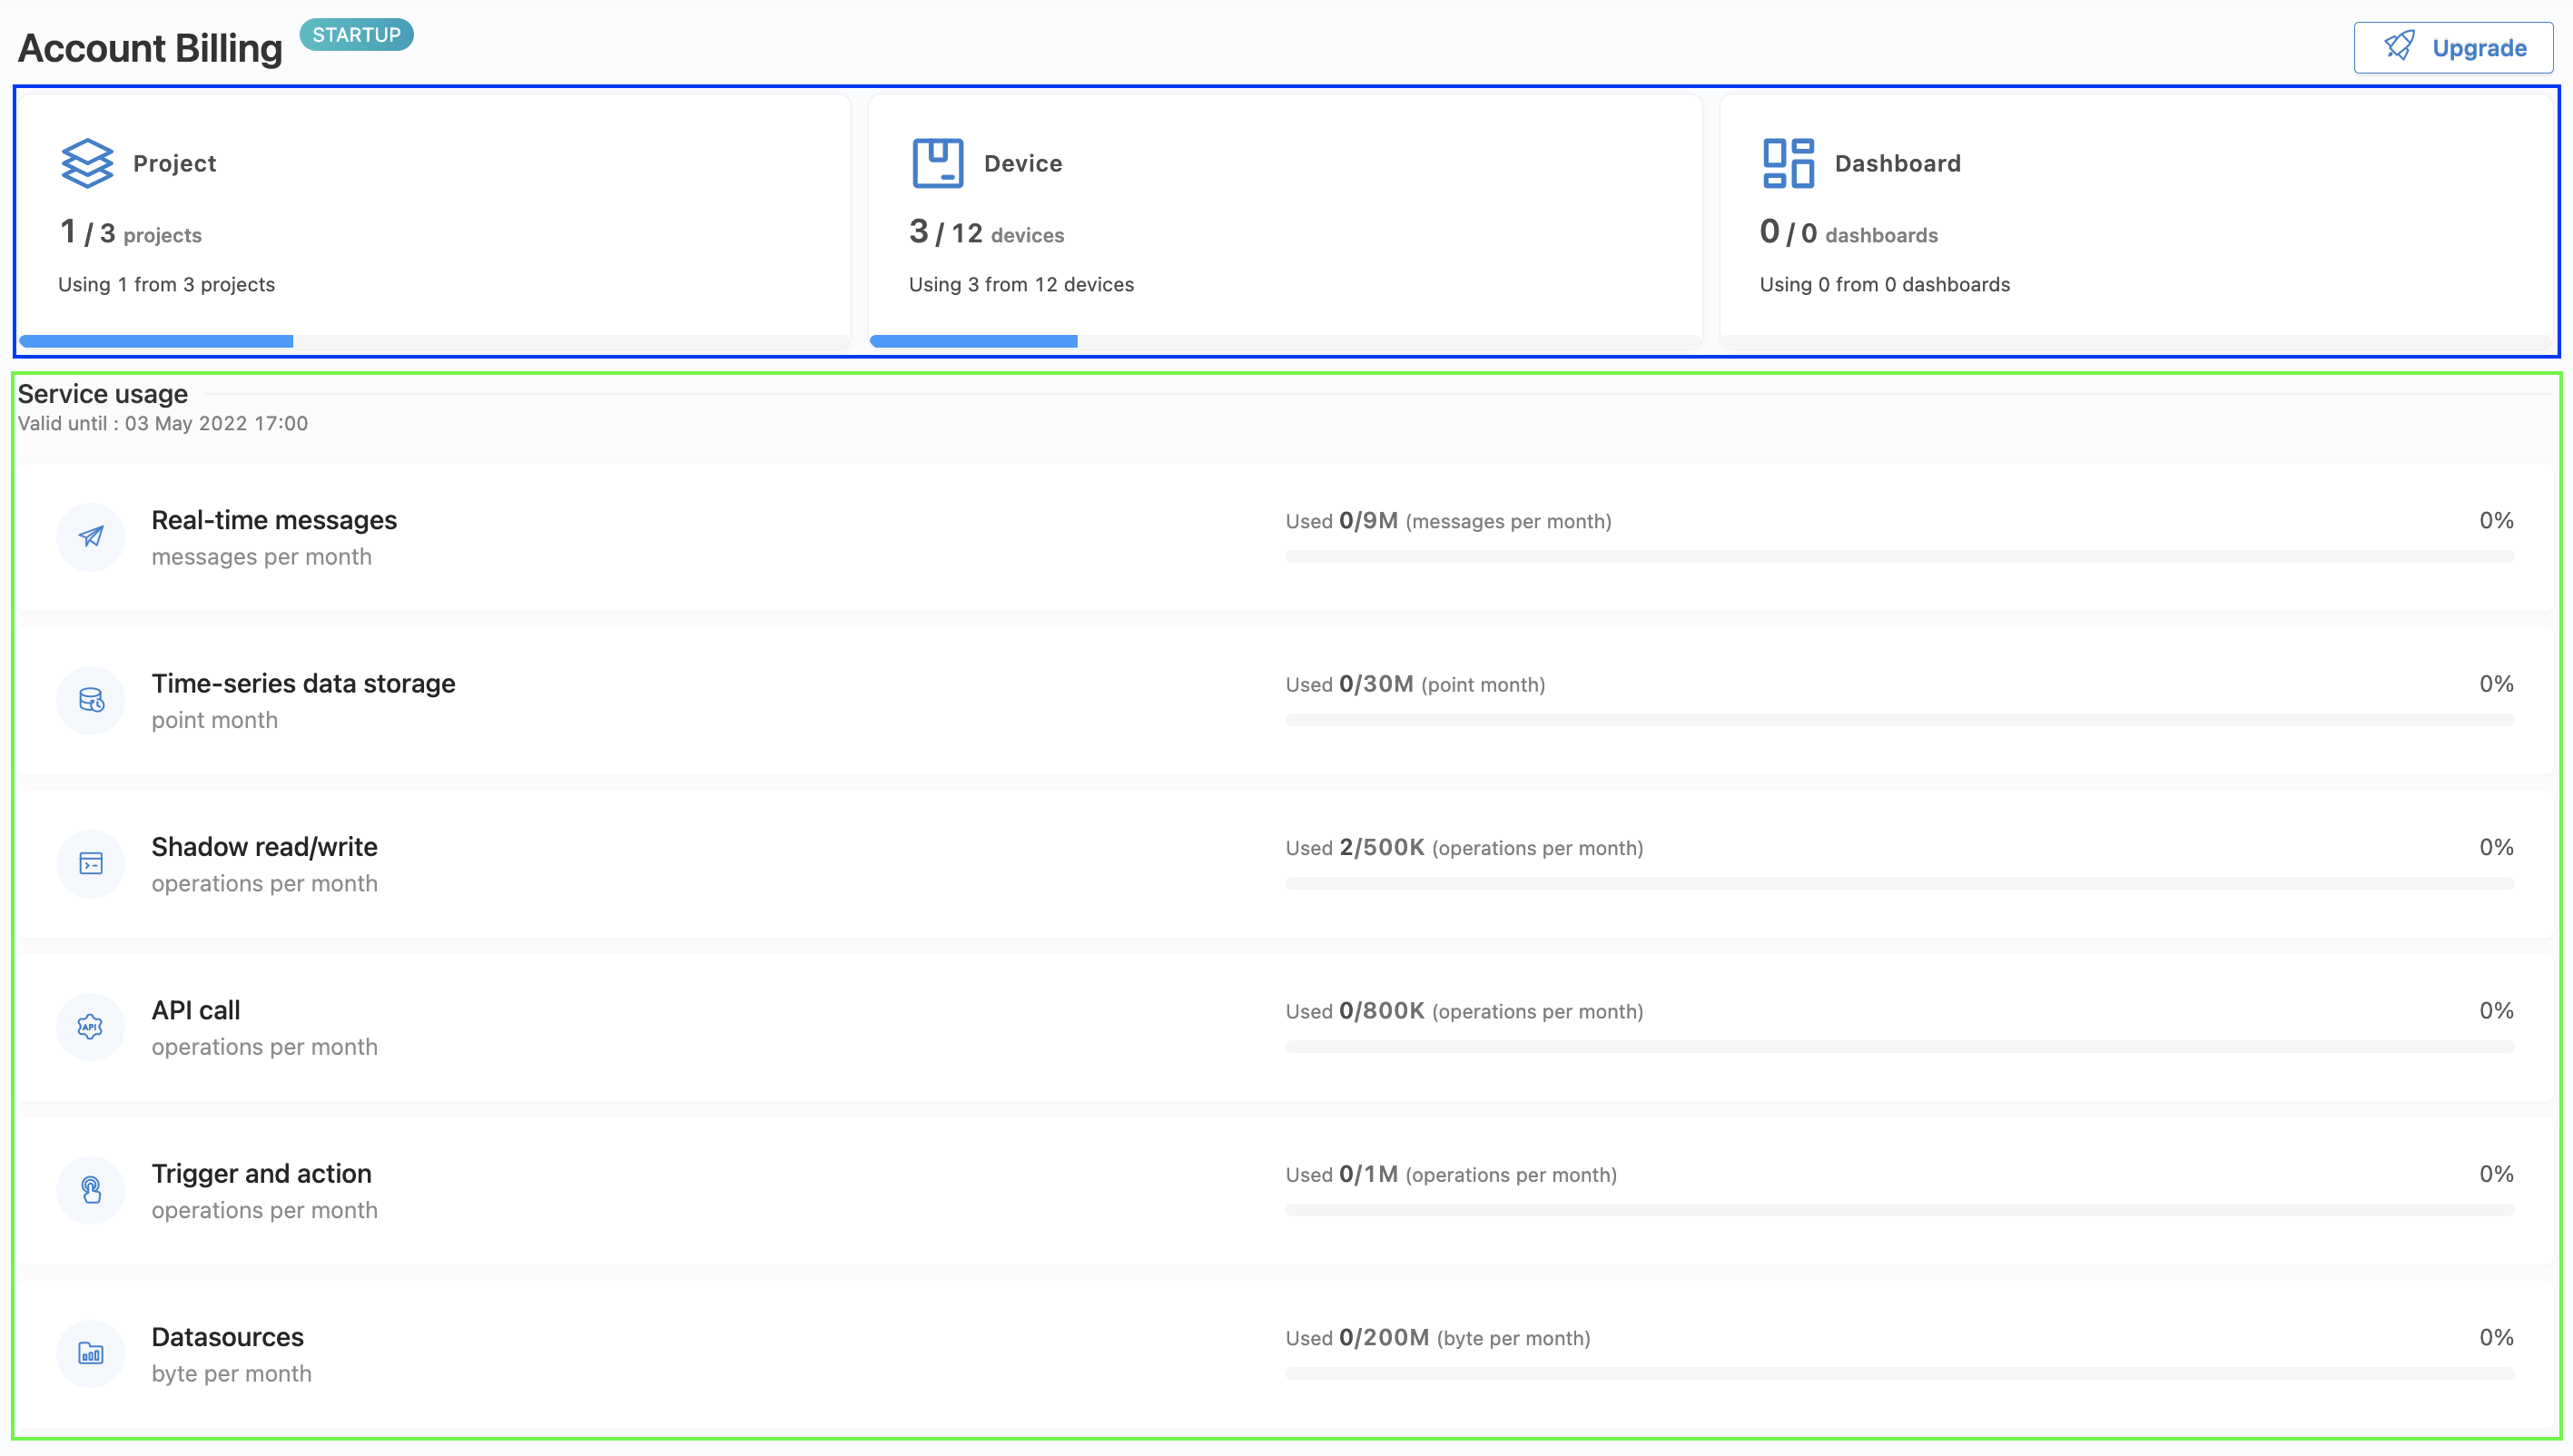 Account Billing STARTUP
Upgrade
Project
1 / 3 projects
Using 1 from 3 projects
Device
3 / 12 devices
Using 3 from 12 devices
Dashboard
0 / 0 dashboards
Using 0 from 0 dashboards
Service usage
Valid until : 03 May 2022 17:00
Real-time messages
messages per month
Used 0/9M (messages per month) 0%
Time-series data storage
point month
Used 0/30M (point month) 0%
Shadow read/write
operations per month
Used 2/500K (operations per month) 0%
API
API call
operations per month
Used 0/800K (operations per month) 0%
Trigger and action
operations per month
Used 0/1M (operations per month) 0%
Datasources
byte per month
Used 0/200M (byte per month) 0%